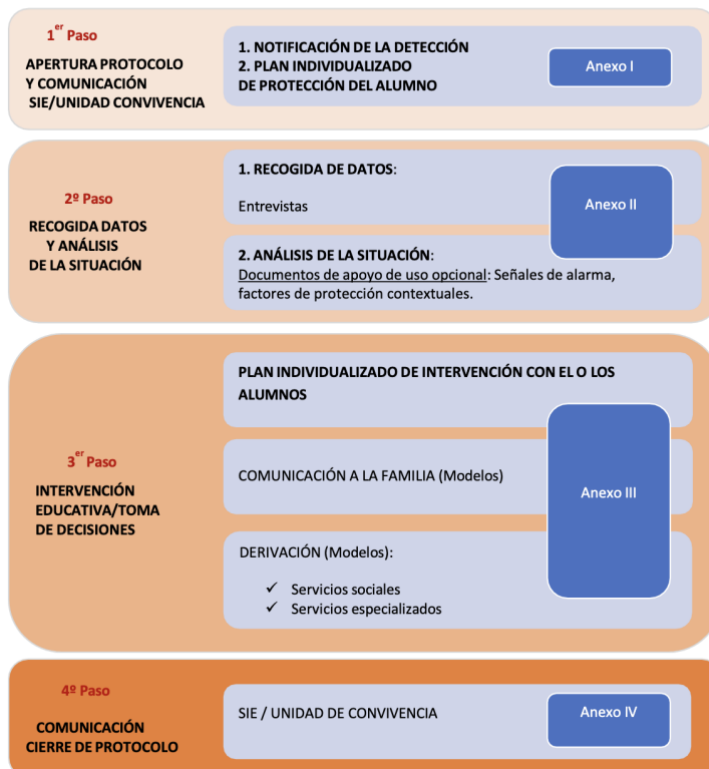 1er Paso
APERTURA PROTOCOLO
Y COMUNICACIÓN
SIE/UNIDAD CONVIVENCIA
1. NOTIFICACIÓN DE LA DETECCIÓN
2. PLAN INDIVIDUALIZADO
DE PROTECCIÓN DEL ALUMNO
Anexo I
2º Paso
RECOGIDA DATOS
Y ANÁLISIS
DE LA SITUACIÓN
1. RECOGIDA DE DATOS:
Entrevistas
Anexo II
2. ANÁLISIS DE LA SITUACIÓN:
Documentos de apoyo de uso opcional: Señales de alarma,
factores de protección contextuales.
3er Paso
INTERVENCIÓN
EDUCATIVA/TOMA
DE DECISIONES
PLAN INDIVIDUALIZADO DE INTERVENCIÓN CON EL O LOS
ALUMNOS
COMUNICACIÓN A LA FAMILIA (Modelos)
Anexo III
DERIVACIÓN (Modelos):
✓ Servicios sociales
✓ Servicios especializados
4º Paso
COMUNICACIÓN
CIERRE DE PROTOCOLO
SIE / UNIDAD DE CONVIVENCIA
Anexo IV